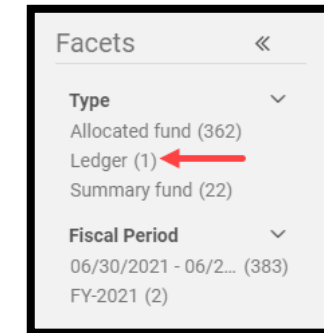 Facets «
Type
Allocated fund (362)
Ledger (1)
Summary fund (22)
Fiscal Period
06/30/2021 - 06/2... (383)
FY-2021 (2)